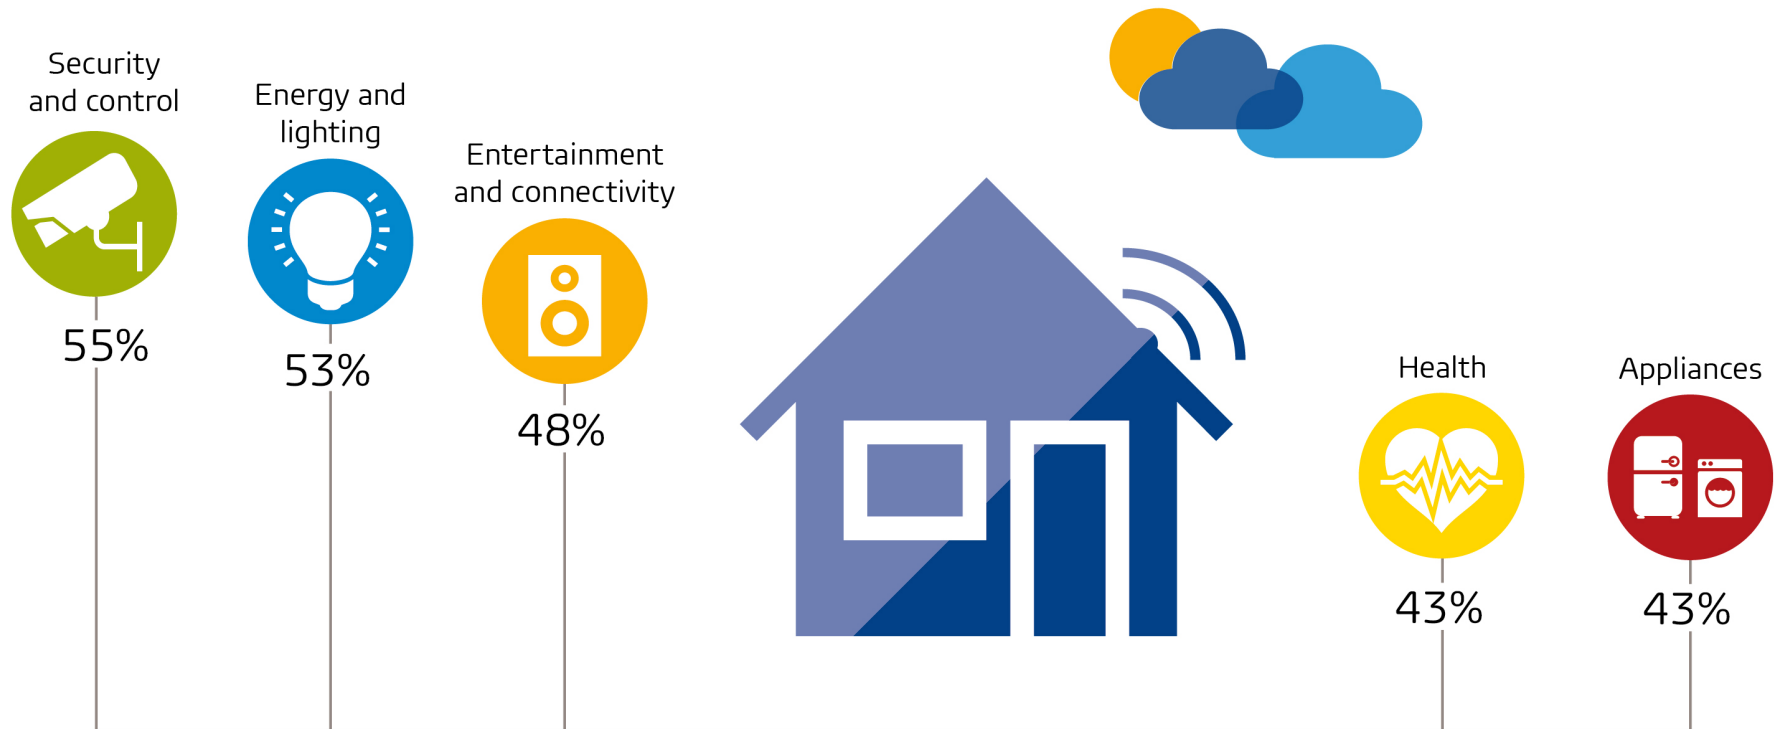 Security
and control
55%
Energy and
lighting
53%
Entertainment
and connectivity
48%
Health
43%
Appliances
43%